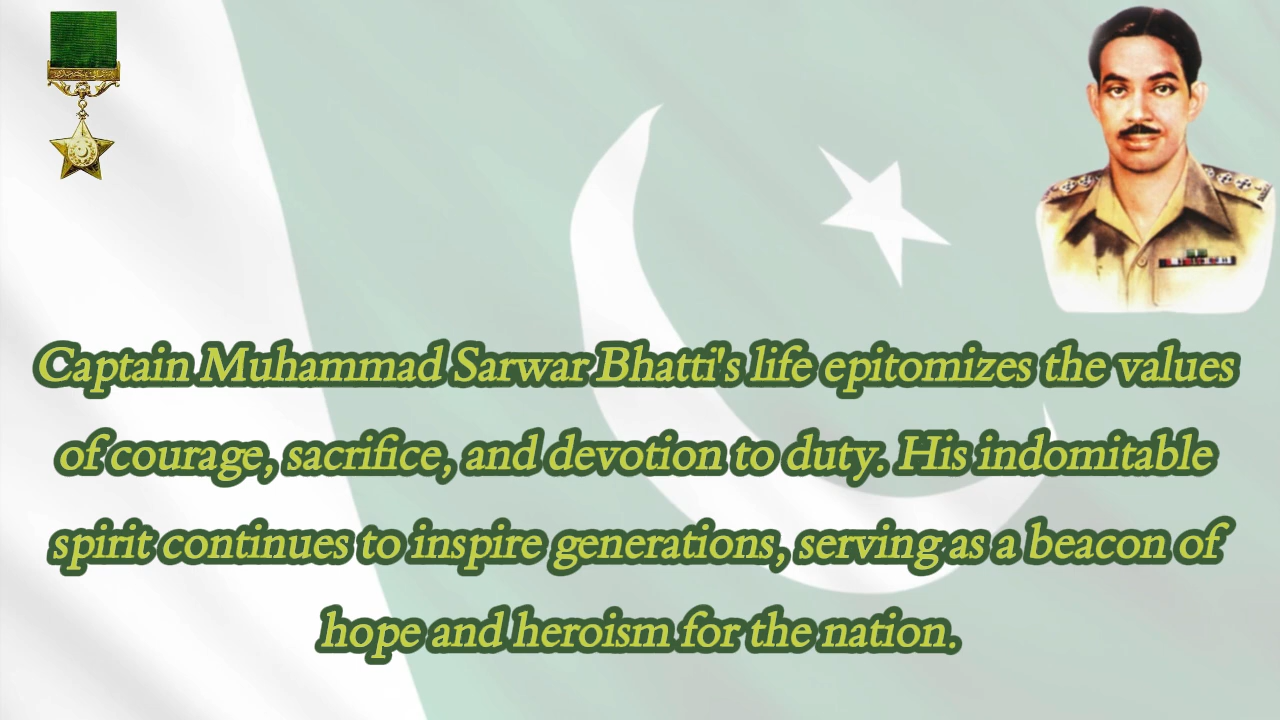 Captain Muhammad Sarwar Bhatti's life epitomizes the values
of courage, sacrifice, and devotion to duty. His indomitable
spirit continues to inspire generations, serving as a beacon of
hope and heroism for the nation.